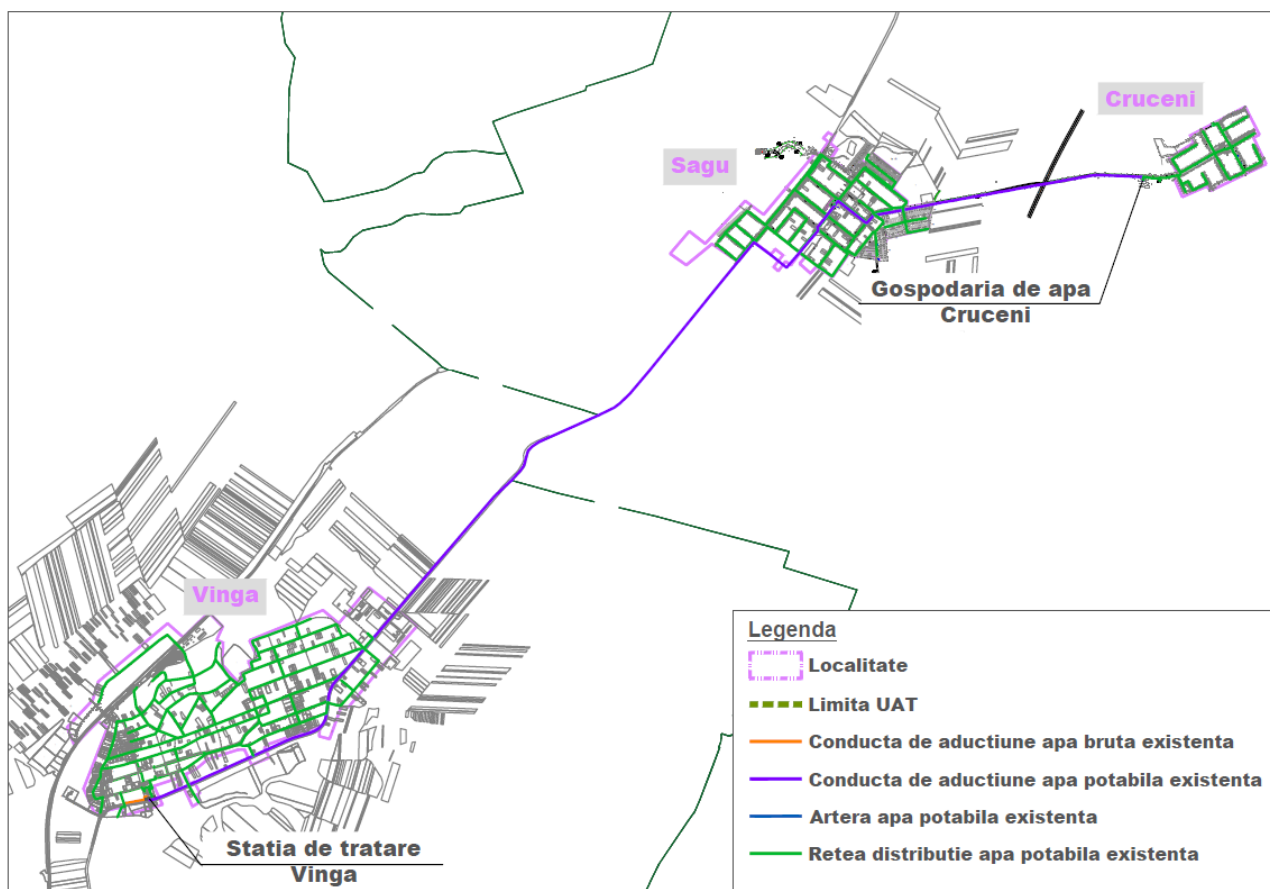 Cruceni
Sagu
Gospodaria de apa
Cruceni
Vinga
Statia de tratare
Vinga
Legenda
Localitate
Limita UAT
Conducta de aductiune apa bruta existenta
Conducta de aductiune apa potabila existenta
Artera apa potabila existenta
Retea distributie apa potabila existenta